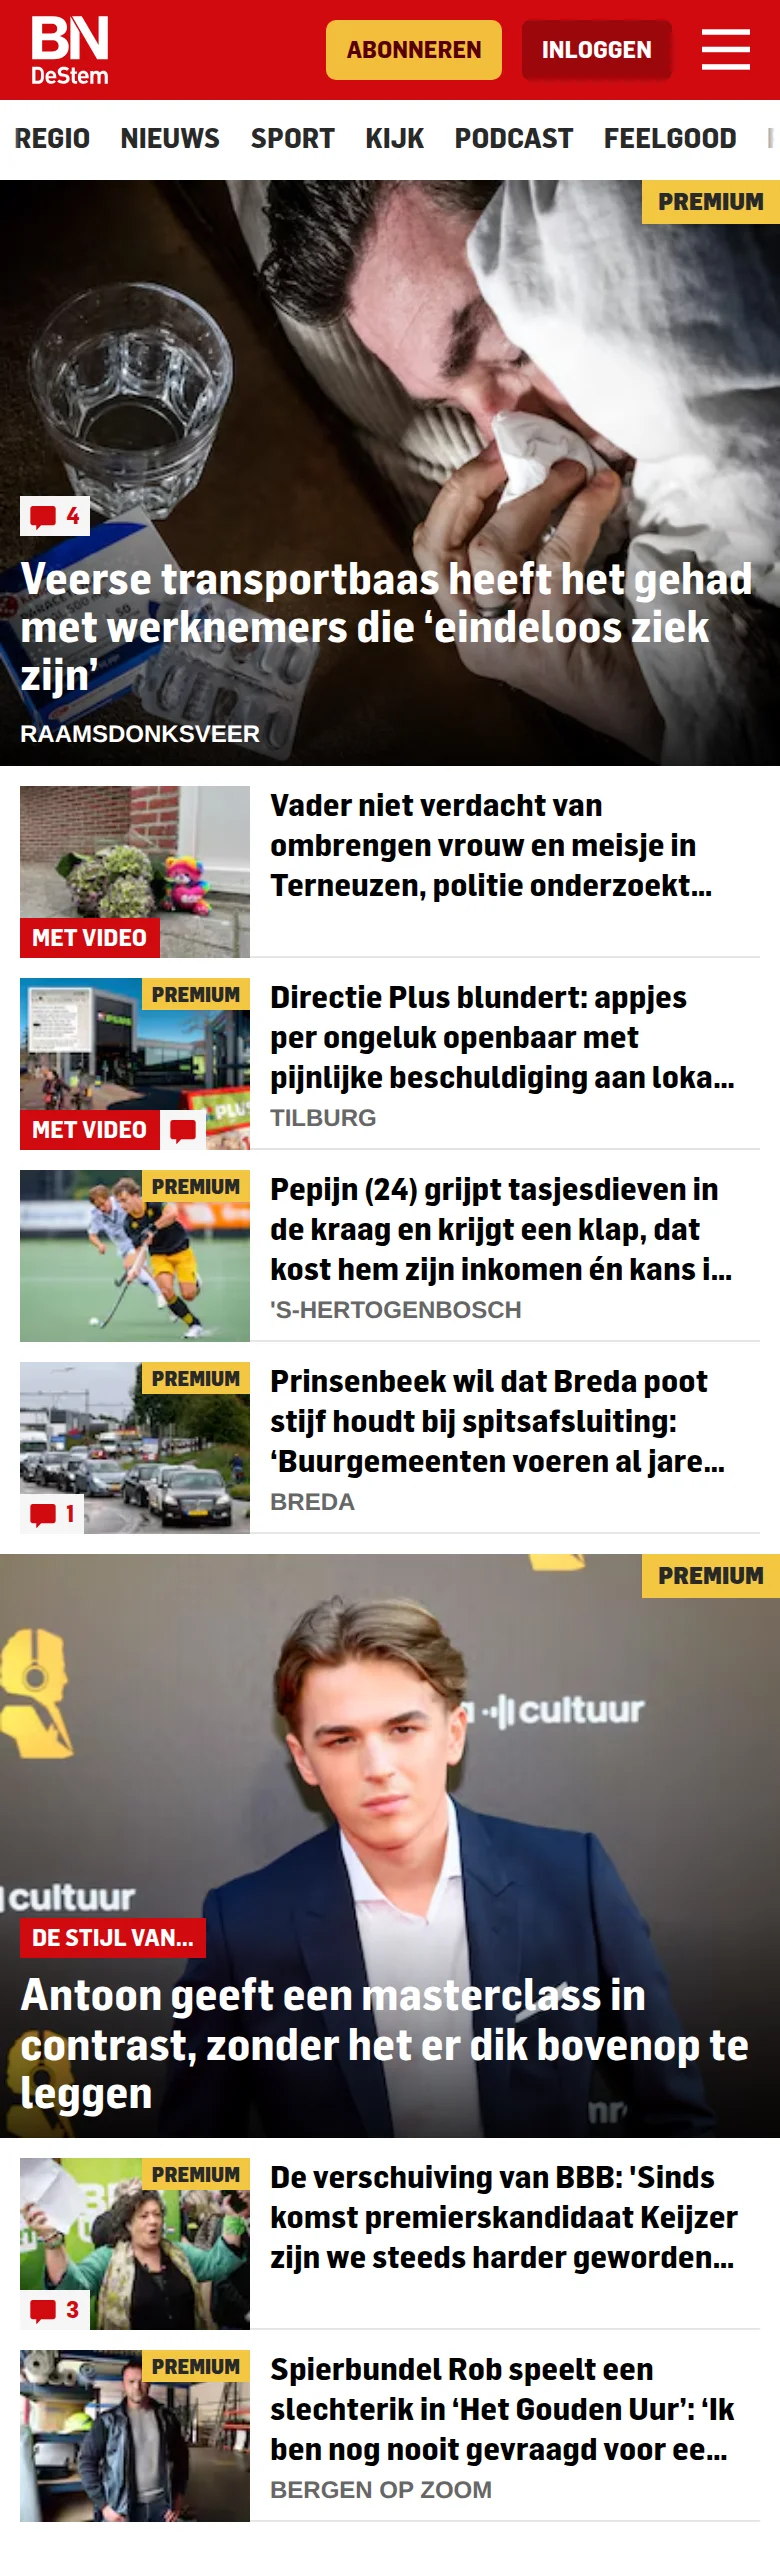 BN
DeStem
ABONNEREN
INLOGGEN
REGIO NIEUWS SPORT KIJK PODCAST FEELGOOD
PREMIUM
4
Veerse transportbaas heeft het gehad
met werknemers die ‘eindeloos ziek
zijn’
RAAMSDONKSVEER
MET VIDEO
Vader niet verdacht van
ombrengen vrouw en meisje in
Terneuzen, politie onderzoekt...
PREMIUM
PLUS
MET VIDEO
Directie Plus blundert: appjes
per ongeluk openbaar met
pijnlijke beschuldiging aan loka...
TILBURG
PREMIUM
Pepijn (24) grijpt tasjesdieven in
de kraag en krijgt een klap, dat
kost hem zijn inkomen én kans i...
'S-HERTOGENBOSCH
PREMIUM
1
Prinsenbeek wil dat Breda poot
stijf houdt bij spitsafsluiting:
‘Buurgemeenten voeren al jare...
BREDA
PREMIUM
cultuur
cultuur
DE STIJL VAN...
Antoon geeft een masterclass in
contrast, zonder het er dik bovenop te
leggen
PREMIUM
3
De verschuiving van BBB: 'Sinds
komst premierskandidaat Keijzer
zijn we steeds harder geworden...
PREMIUM
Spierbundel Rob speelt een
slechterik in ‘Het Gouden Uur’: ‘Ik
ben nog nooit gevraagd voor ee...
BERGEN OP ZOOM